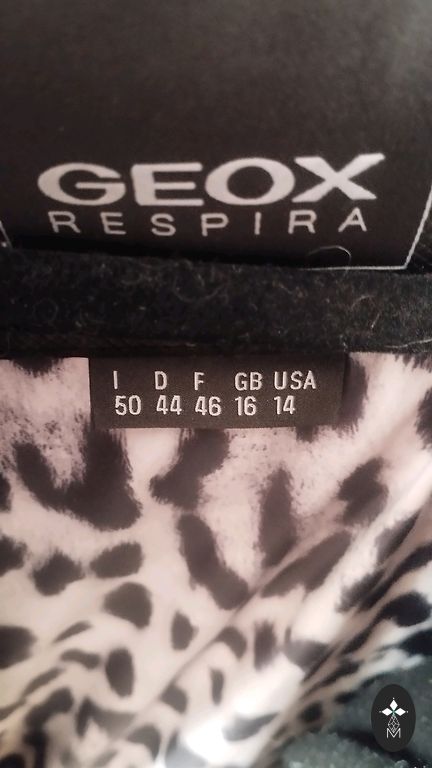 GEOX
RESPIRA
I D F GB USA
50 44 46 16 14
M